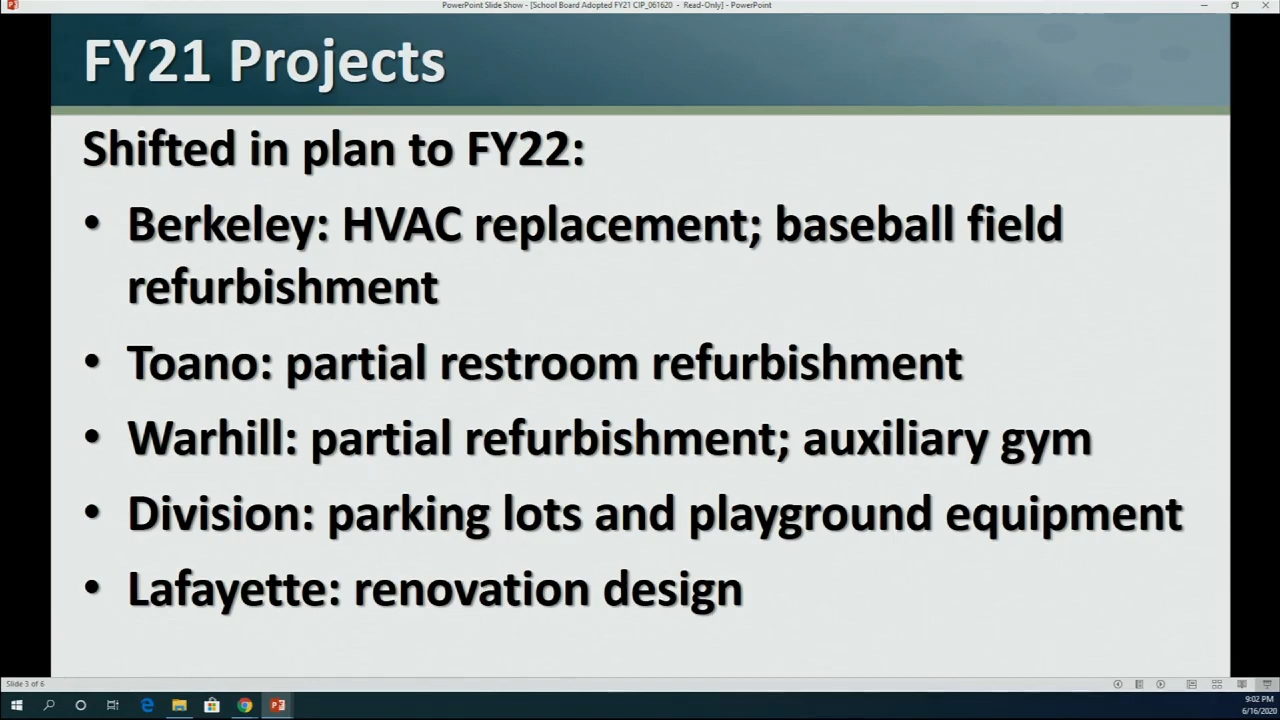 PowerPoint Slide Show - [School Board Adopted FY21 CIP_061620 - Read-Only] - PowerPoint
FY21 Projects
Shifted in plan to FY22:
• Berkeley: HVAC replacement; baseball field
refurbishment
• Toano: partial restroom refurbishment
• Warhill: partial refurbishment; auxiliary gym
• Division: parking lots and playground equipment
• Lafayette: renovation design
Slide 3 of 6
9:02 PM
6/16/2020